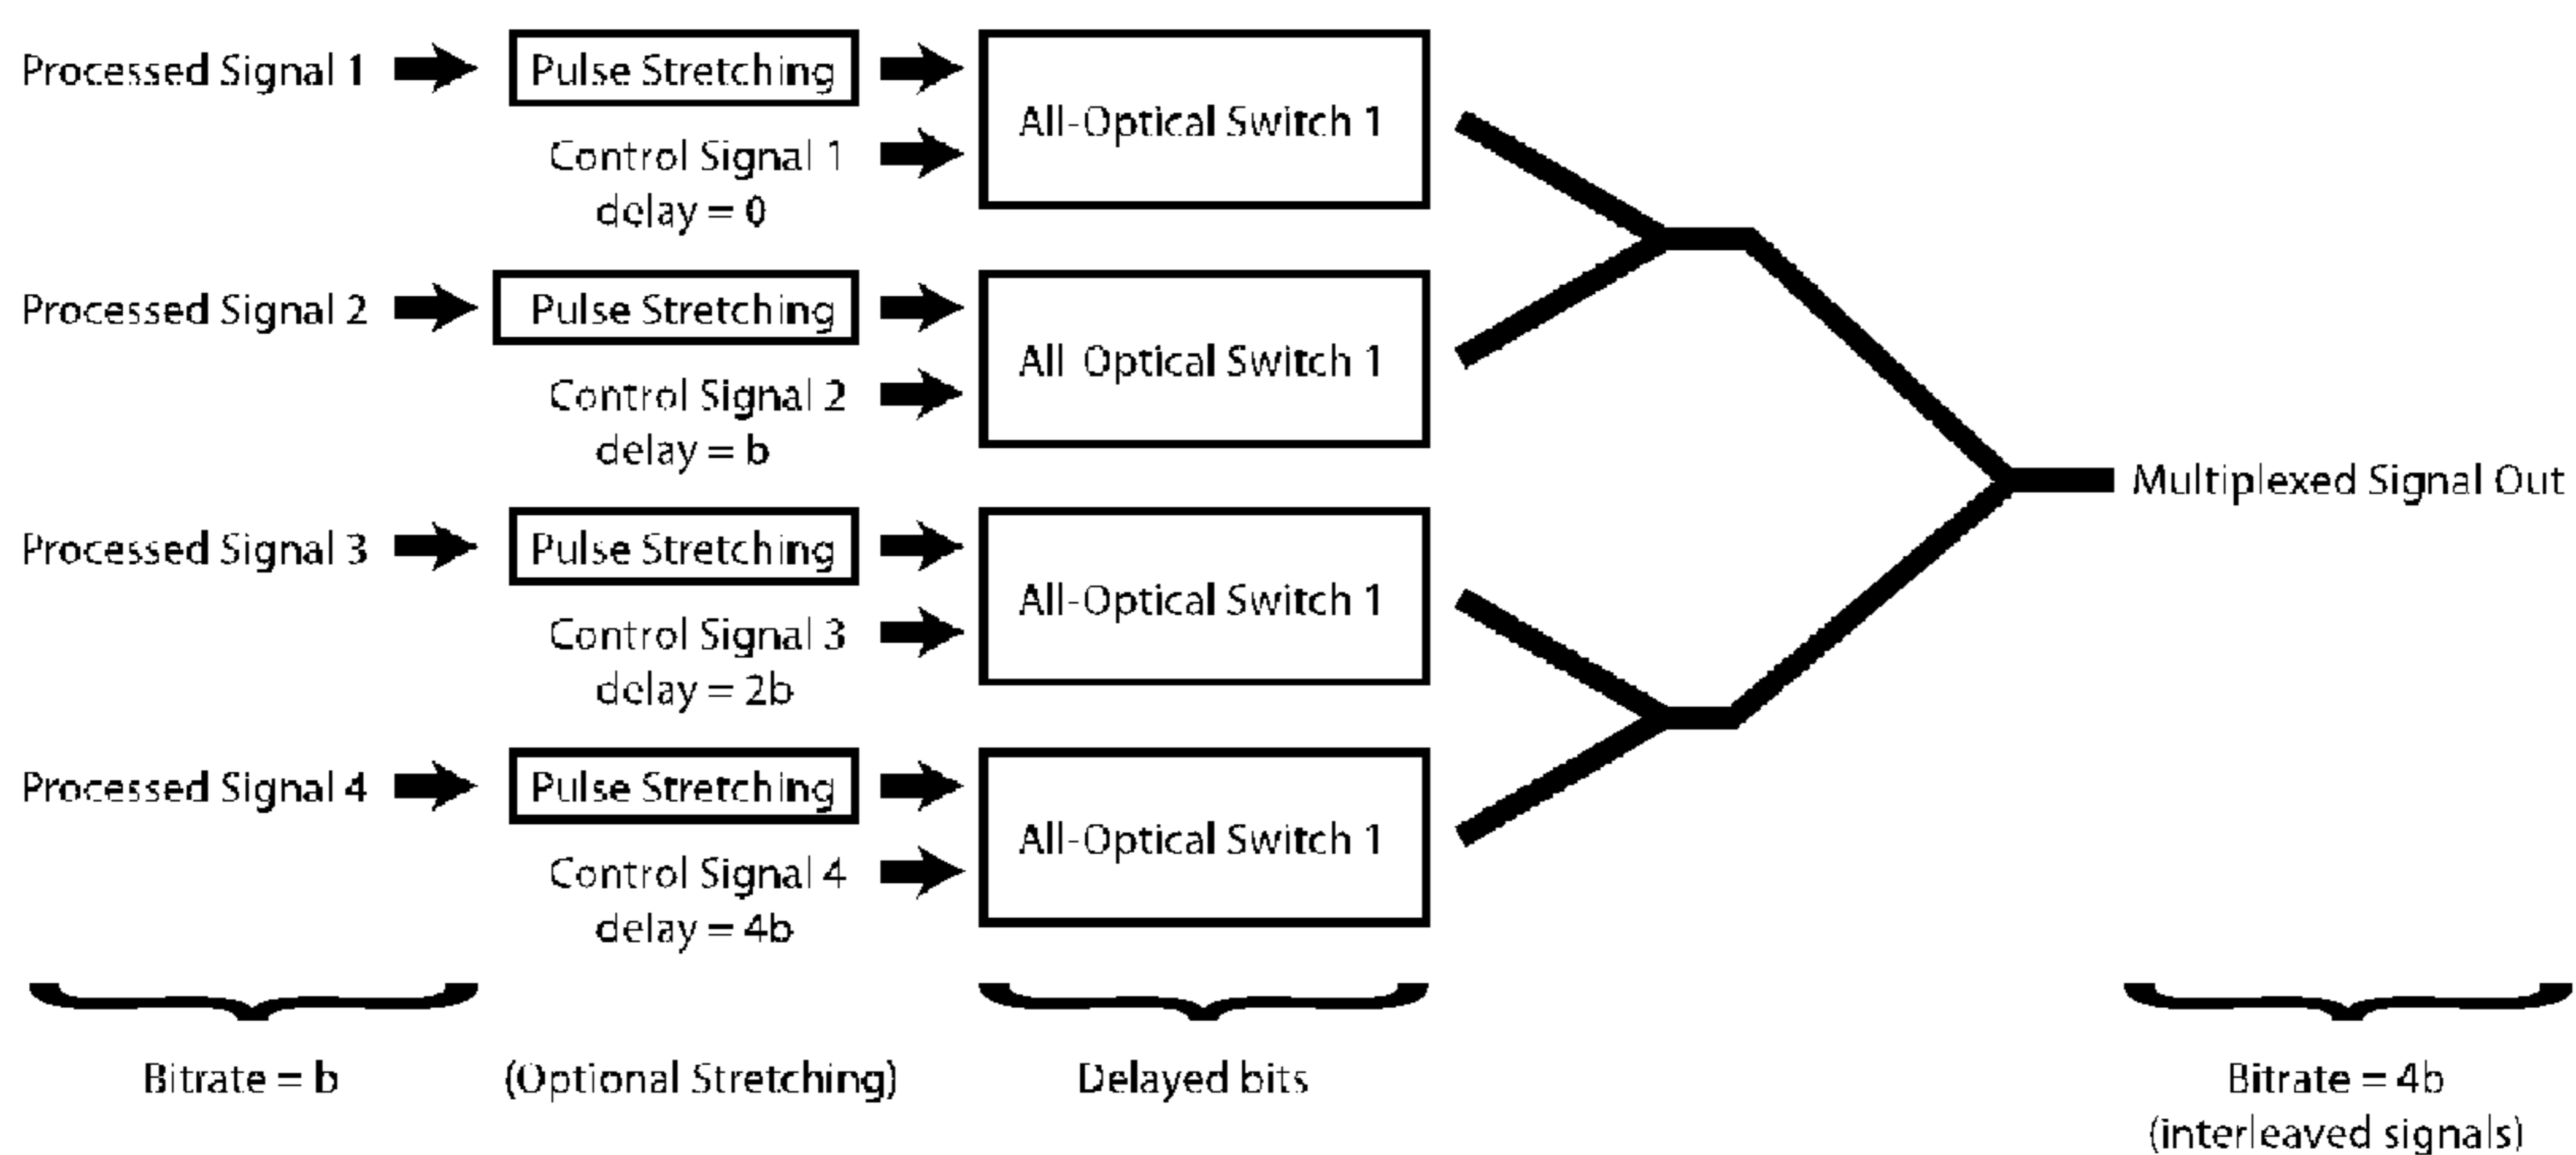 Processed Signal 1
Pulse Stretching
Control Signal 1
delay = 0
All-Optical Switch 1
Processed Signal 2
Pulse Stretching
Control Signal 2
delay = b
All Optical Switch 1
Processed Signal 3
Pulse Stretching
Control Signal 3
delay = 2b
All-Optical Switch 1
Processed Signal 4
Pulse Stretching
Control Signal 4
delay = 4b
All-Optical Switch 1
Multiplexed Signal Out
Bitrate = b
(Optional Stretching)
Delayed bits
Bitrate = 4b
(interleaved signals)